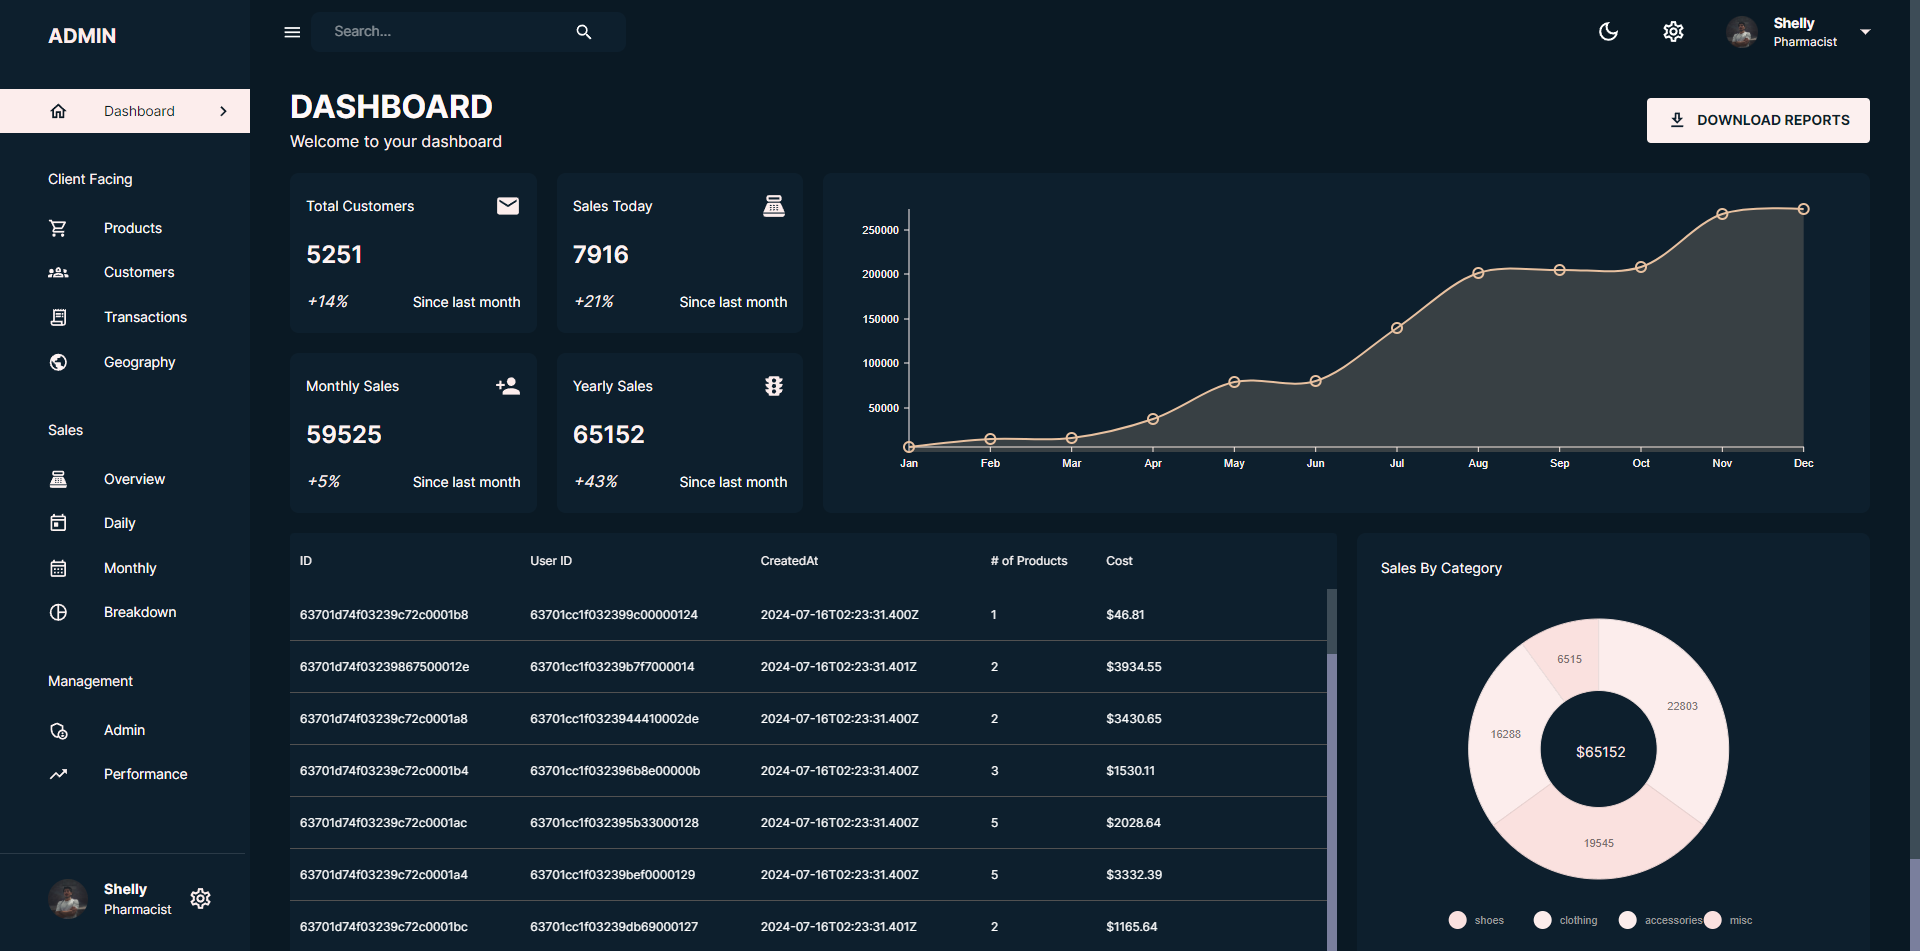 ADMIN
Search...
Shelly
Pharmacist
Dashboard
Client Facing
Products
Customers
Transactions
Geography
Sales
Overview
Daily
Monthly
Breakdown
Management
Admin
Performance
Shelly
Pharmacist
DASHBOARD
Welcome to your dashboard
DOWNLOAD REPORTS
Total Customers
5251
+14% Since last month
Sales Today
7916
+21% Since last month
Monthly Sales
59525
+5% Since last month
Yearly Sales
65152
+43% Since last month
250000
200000
150000
100000
50000
Jan Feb Mar Apr May Jun Jul Aug Sep Oct Nov Dec
ID User ID CreatedAt # of Products Cost
63701d74f03239c72c0001b8 63701cc1f032399c00000124 2024-07-16T02:23:31.400Z 1 $46.81
63701d74f03239867500012e 63701cc1f03239b7f7000014 2024-07-16T02:23:31.401Z 2 $3934.55
63701d74f03239c72c0001a8 63701cc1f0323944410002de 2024-07-16T02:23:31.400Z 2 $3430.65
63701d74f03239c72c0001b4 63701cc1f032396b8e00000b 2024-07-16T02:23:31.400Z 3 $1530.11
63701d74f03239c72c0001ac 63701cc1f032395b33000128 2024-07-16T02:23:31.400Z 5 $2028.64
63701d74f03239c72c0001a4 63701cc1f03239bef0000129 2024-07-16T02:23:31.400Z 5 $3332.39
63701d74f03239c72c0001bc 63701cc1f03239db69000127 2024-07-16T02:23:31.401Z 2 $1165.64
Sales By Category
6515
22803
16288
$65152
19545
shoes clothing accessories misc